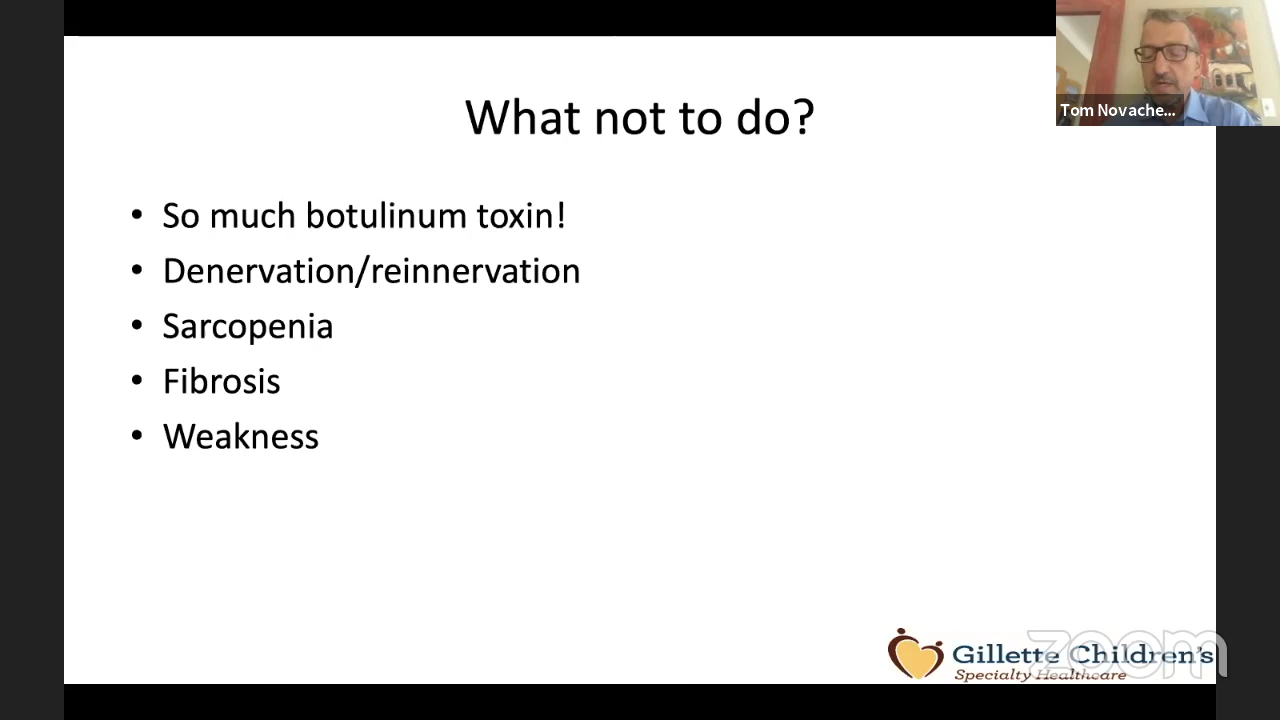 What not to do?
Tom Novache...
• So much botulinum toxin!
• Denervation/reinnervation
• Sarcopenia
• Fibrosis
• Weakness
Gillette Children's
zoom
Specialty Healthcare